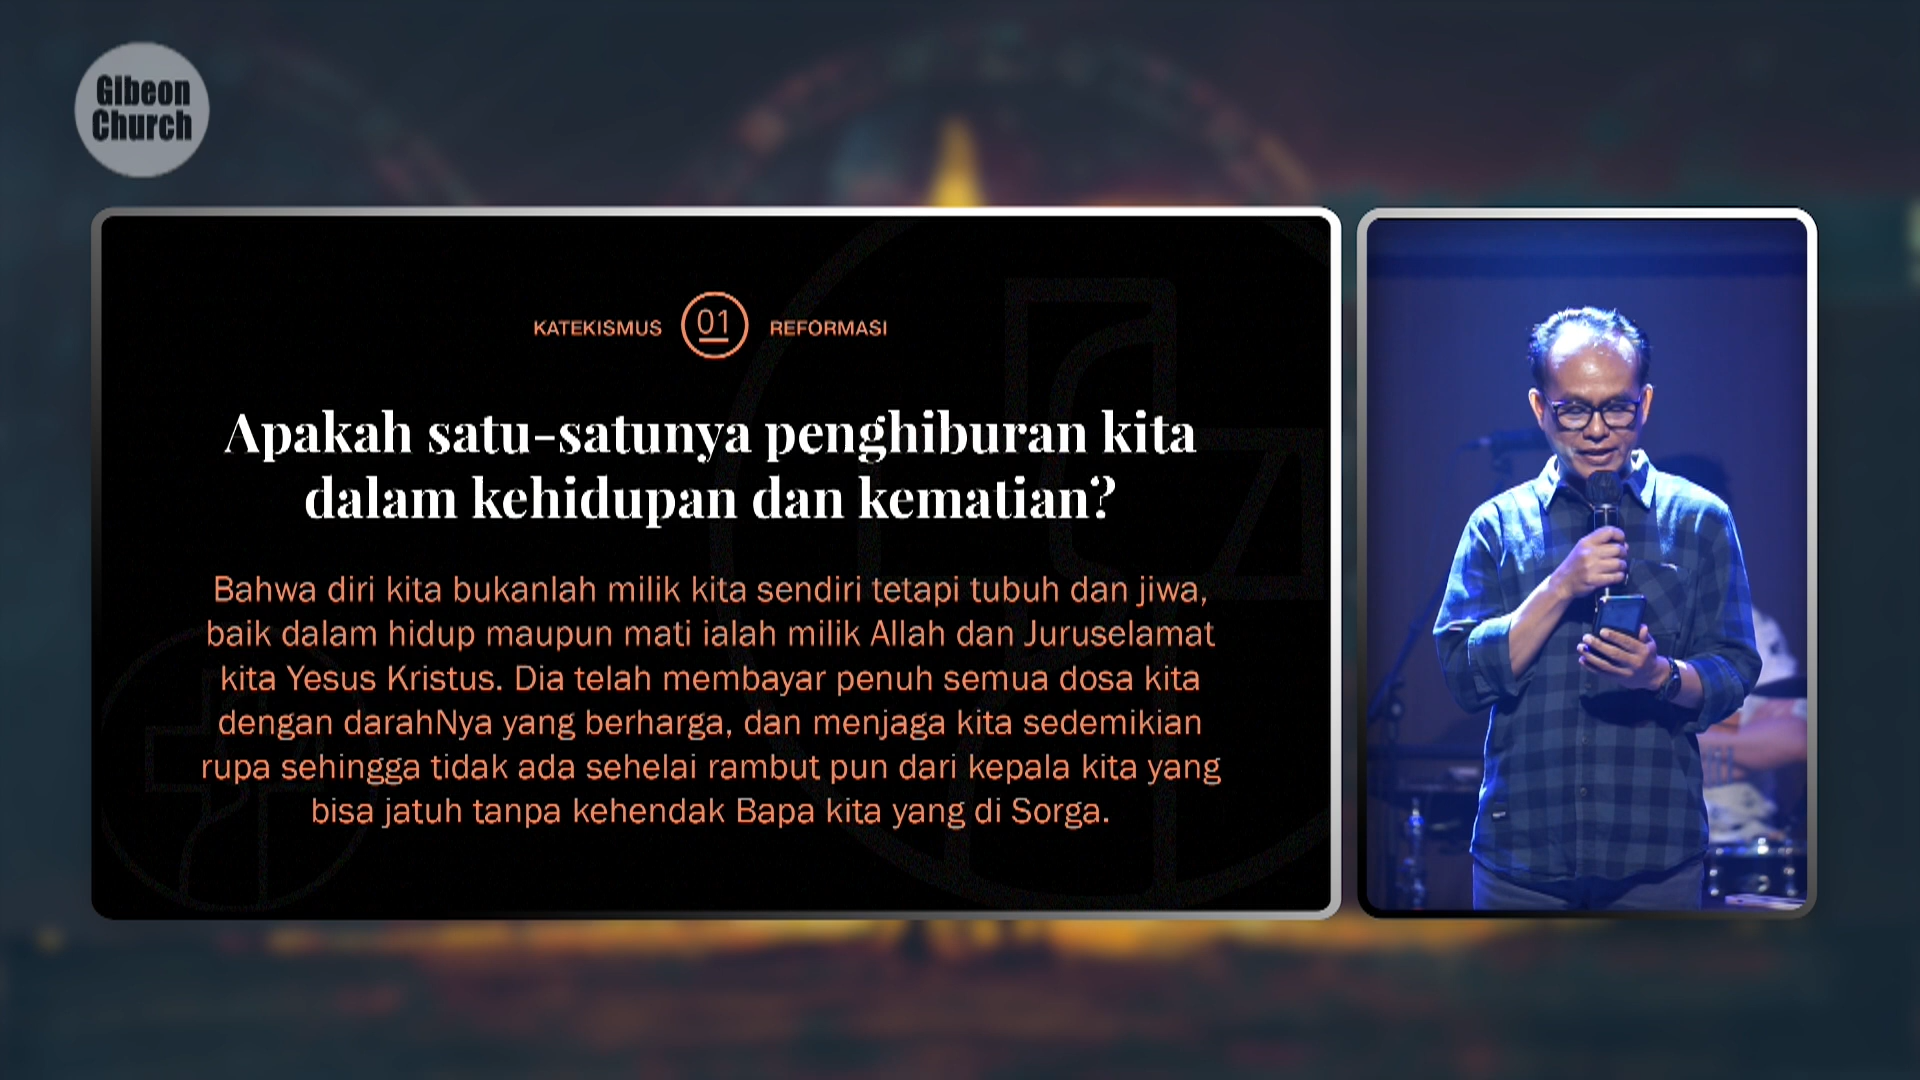 Gibeon
Church
KATEKISMUS 01 REFORMASI
Apakah satu-satunya penghiburan kita
dalam kehidupan dan kematian?
Bahwa diri kita bukanlah milik kita sendiri tetapi tubuh dan jiwa,
baik dalam hidup maupun mati ialah milik Allah dan Juruselamat
kita Yesus Kristus. Dia telah membayar penuh semua dosa kita
dengan darahNya yang berharga, dan menjaga kita sedemikian
rupa sehingga tidak ada sehelai rambut pun dari kepala kita yang
bisa jatuh tanpa kehendak Bapa kita yang di Sorga.